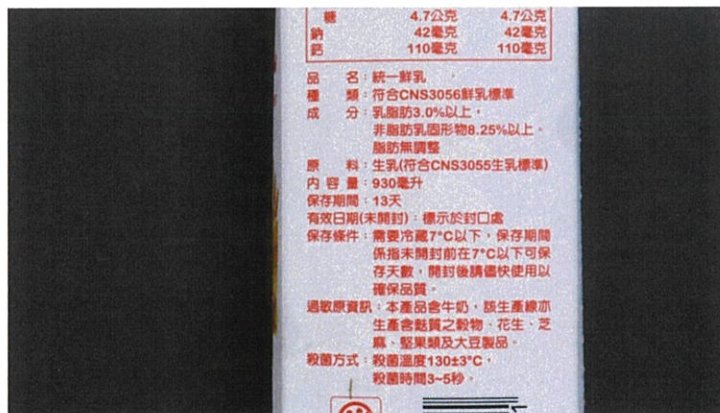 糖 4.7公克 4.7公克
鈉 42毫克 42毫克
鈣 110毫克 110毫克
品 名：統一鮮乳
種 類：符合CNS3056鮮乳標準
成 分：乳脂肪3.0%以上，
非脂肪乳固形物8.25%以上。
脂肪無調整
原 料：生乳(符合CNS3055生乳標準)
內 容 量：930毫升
保存期間：13天
有效日期(未開封)：標示於封口處
保存條件：需要冷藏7°C以下，保存期間
係指未開封前在7°C以下可保
存天數，開封後請儘快使用以
確保品質。
過敏原資訊：本產品含牛奶，該生產線亦
生產含麩質之穀物、花生、芝
麻、堅果類及大豆製品。
殺菌方式：殺菌溫度130±3°C，
殺菌時間3~5秒。